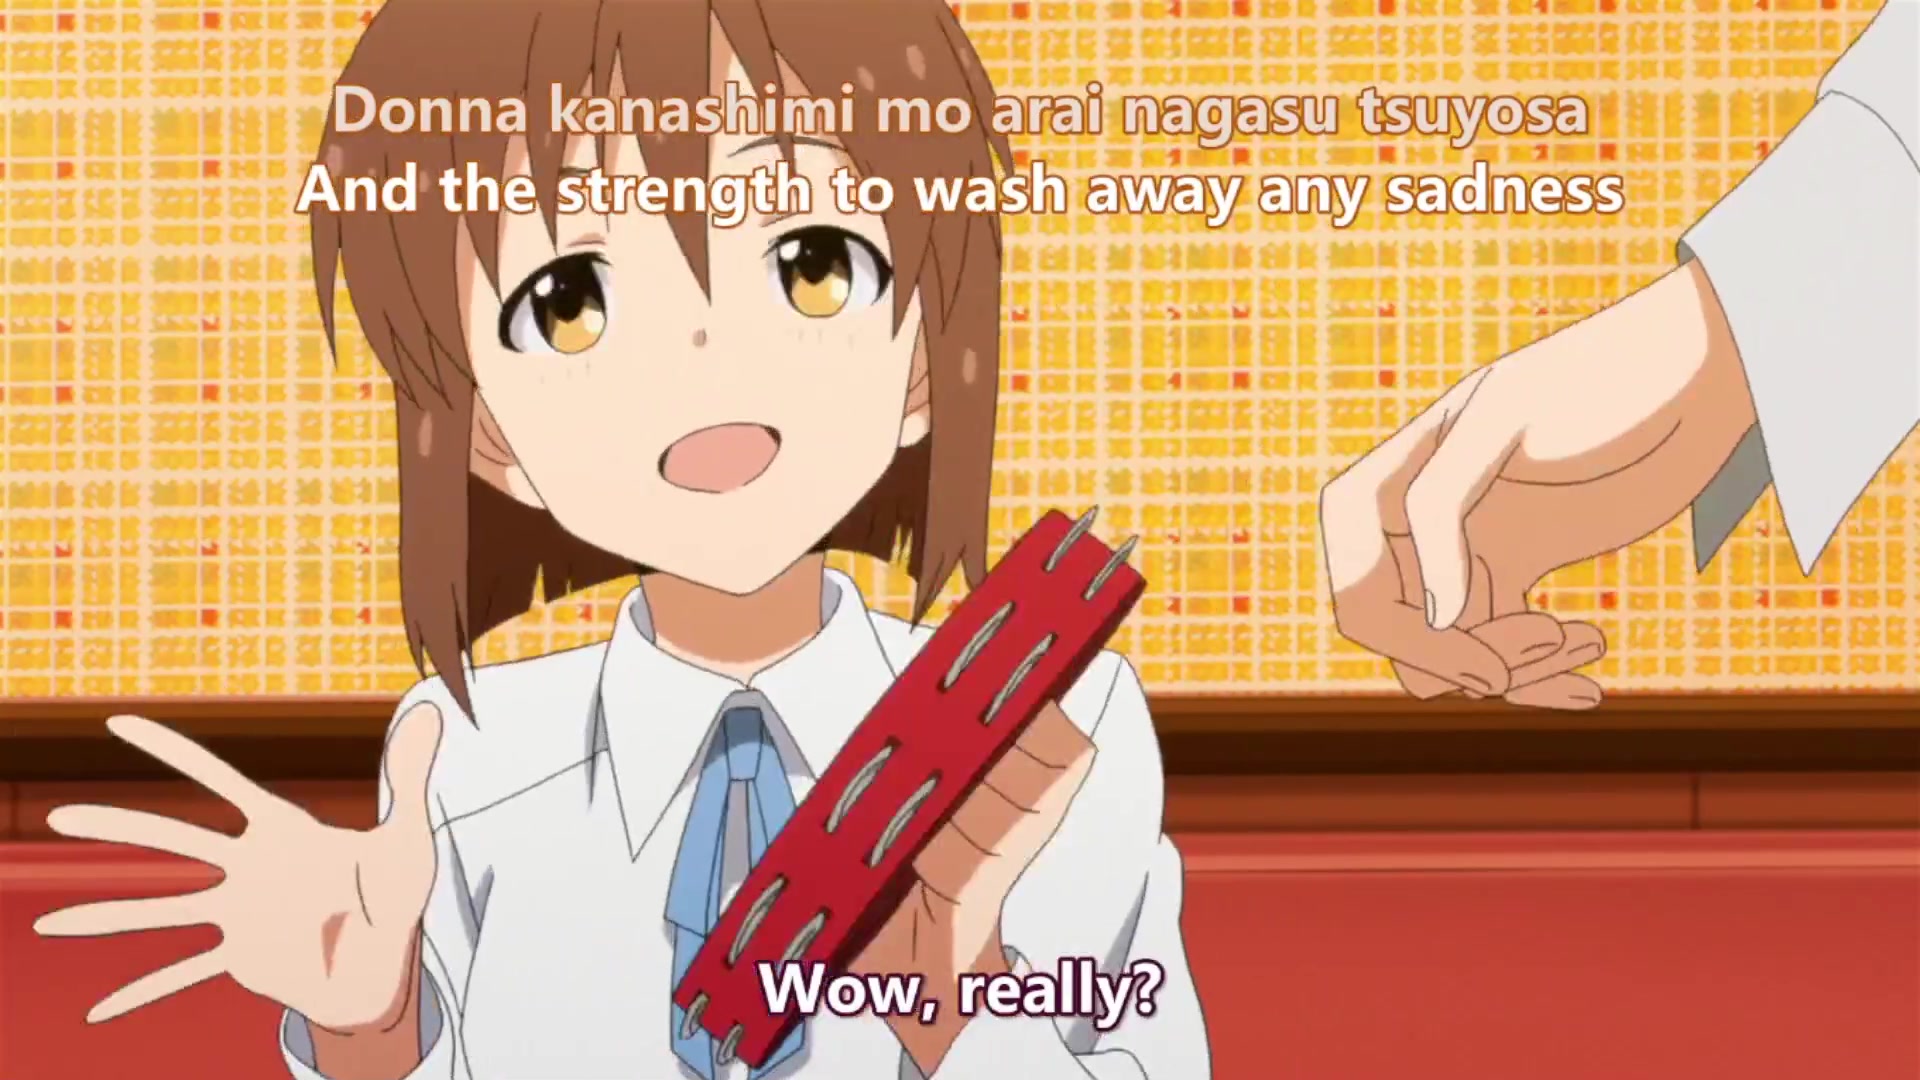 Donna kanashimi mo arai nagasu tsuyosa
And the strength to wash away any sadness
Wow, really?